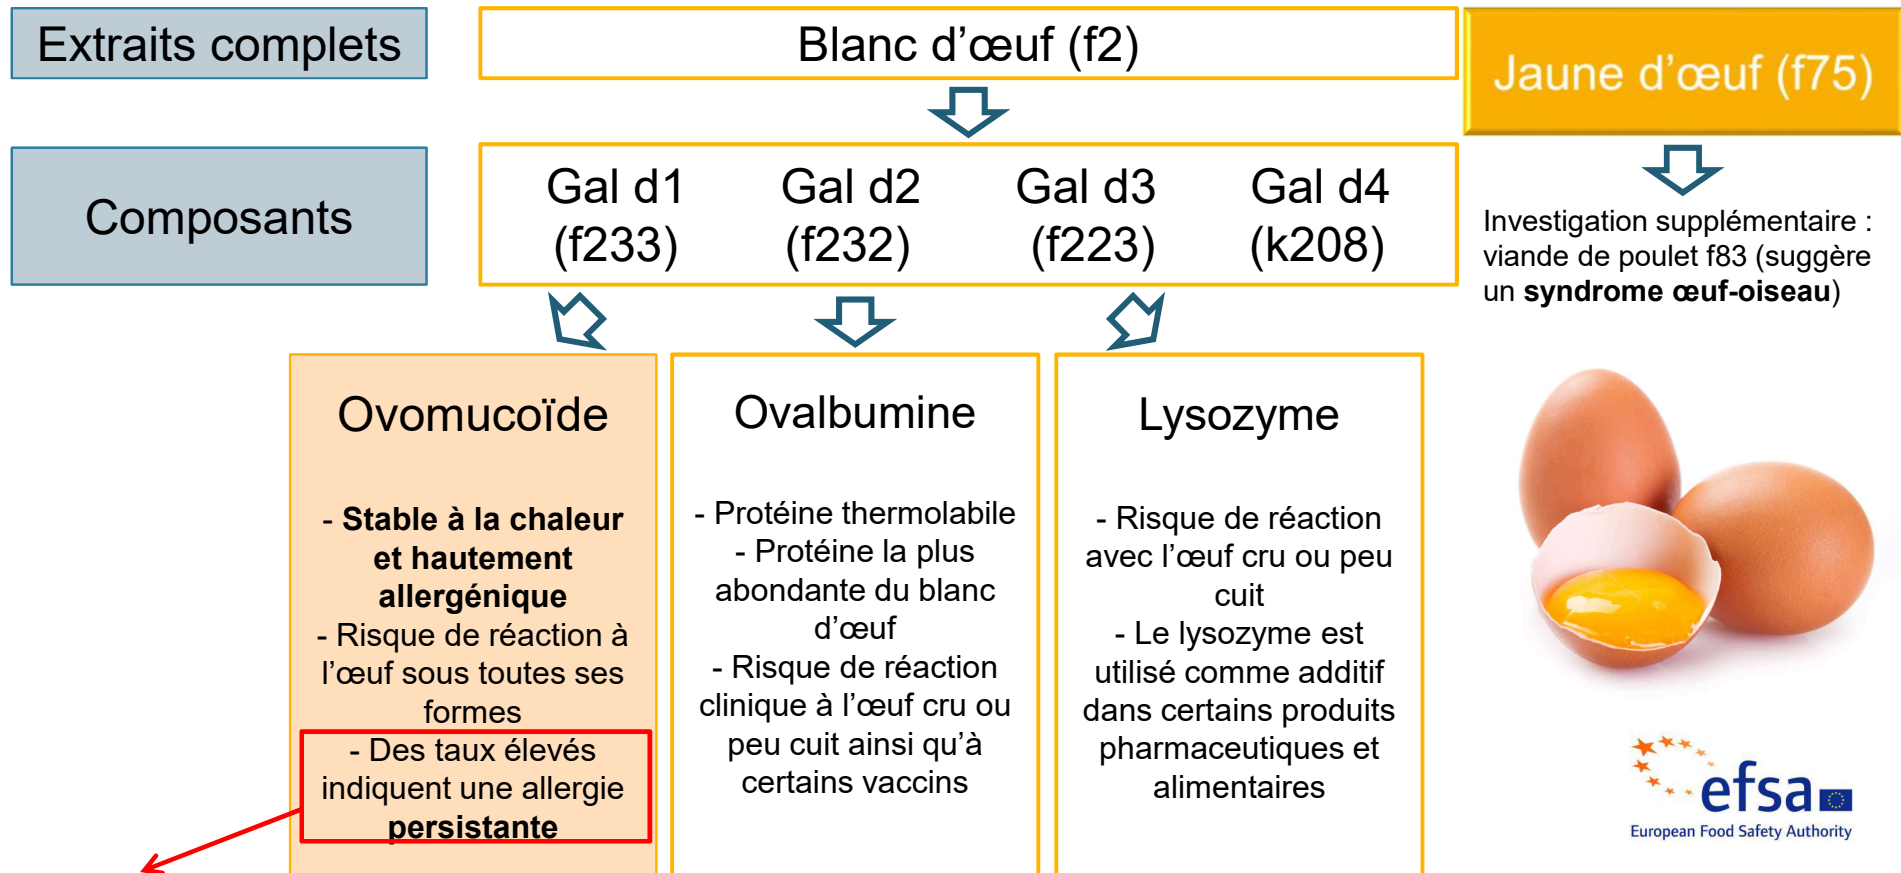 Extraits complets
Blanc d'œuf (f2)
Jaune d'œuf (f75)
Composants
Gal d1 Gal d2 Gal d3 Gal d4
(f233) (f232) (f223) (k208)
Investigation supplémentaire :
viande de poulet f83 (suggère
un syndrome œuf-oiseau)
Ovomucoïde
- Stable à la chaleur
et hautement
allergénique
- Risque de réaction à
l'œuf sous toutes ses
formes
- Des taux élevés
indiquent une allergie
persistante
Ovalbumine
- Protéine thermolabile
- Protéine la plus
abondante du blanc
d'œuf
- Risque de réaction
clinique à l'œuf cru ou
peu cuit ainsi qu'à
certains vaccins
Lysozyme
- Risque de réaction
avec l'œuf cru ou peu
cuit
- Le lysozyme est
utilisé comme additif
dans certains produits
pharmaceutiques et
alimentaires
efsa
European Food Safety Authority